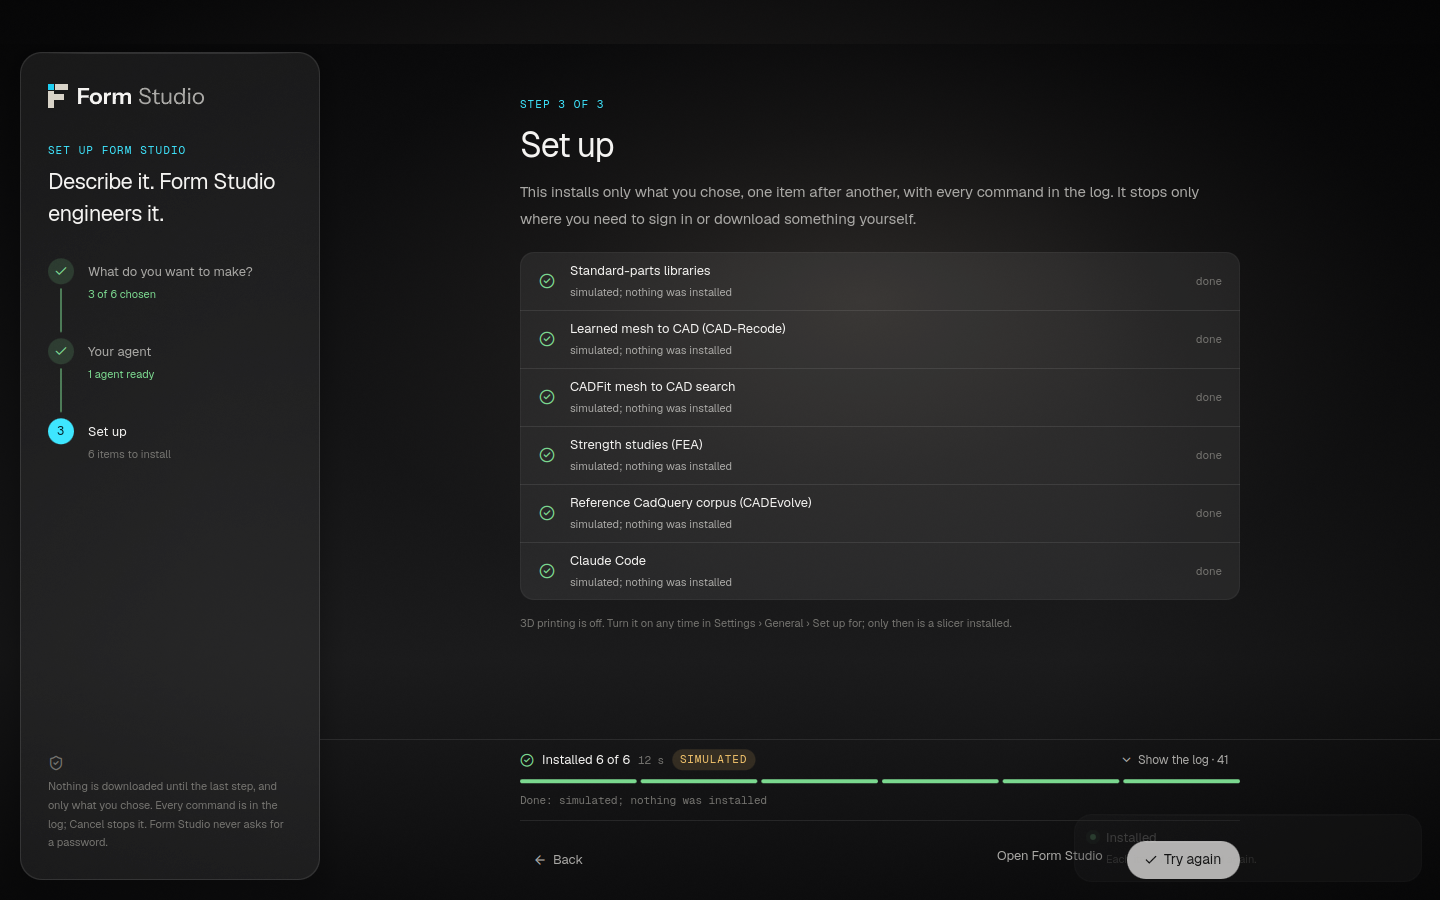 Form Studio
SET UP FORM STUDIO
Describe it. Form Studio
engineers it.
What do you want to make?
3 of 6 chosen
Your agent
1 agent ready
3
Set up
6 items to install
Nothing is downloaded until the last step, and
only what you chose. Every command is in the
log; Cancel stops it. Form Studio never asks for
a password.
STEP 3 OF 3
Set up
This installs only what you chose, one item after another, with every command in the log. It stops only
where you need to sign in or download something yourself.
Standard-parts libraries
simulated; nothing was installed
done
Learned mesh to CAD (CAD-Recode)
simulated; nothing was installed
done
CADFit mesh to CAD search
simulated; nothing was installed
done
Strength studies (FEA)
simulated; nothing was installed
done
Reference CadQuery corpus (CADEvolve)
simulated; nothing was installed
done
Claude Code
simulated; nothing was installed
done
3D printing is off. Turn it on any time in Settings › General › Set up for; only then is a slicer installed.
Installed 6 of 6 12 s SIMULATED
Show the log · 41
Done: simulated; nothing was installed
Installed
Back
Open Form Studio
Try again